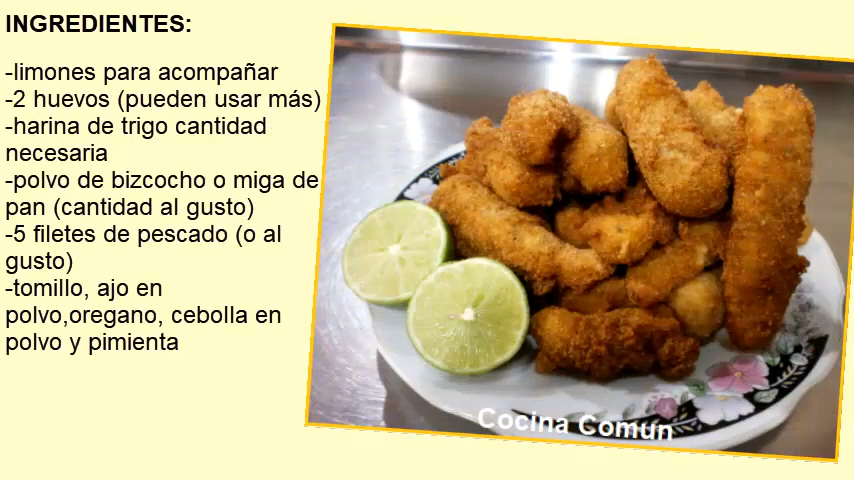 INGREDIENTES:
-limones para acompañar
-2 huevos (pueden usar más)
-harina de trigo cantidad
necesaria
-polvo de bizcocho o miga de
pan (cantidad al gusto)
-5 filetes de pescado (o al
gusto)
-tomillo, ajo en
polvo,oregano, cebolla en
polvo y pimienta
Cocina Comun